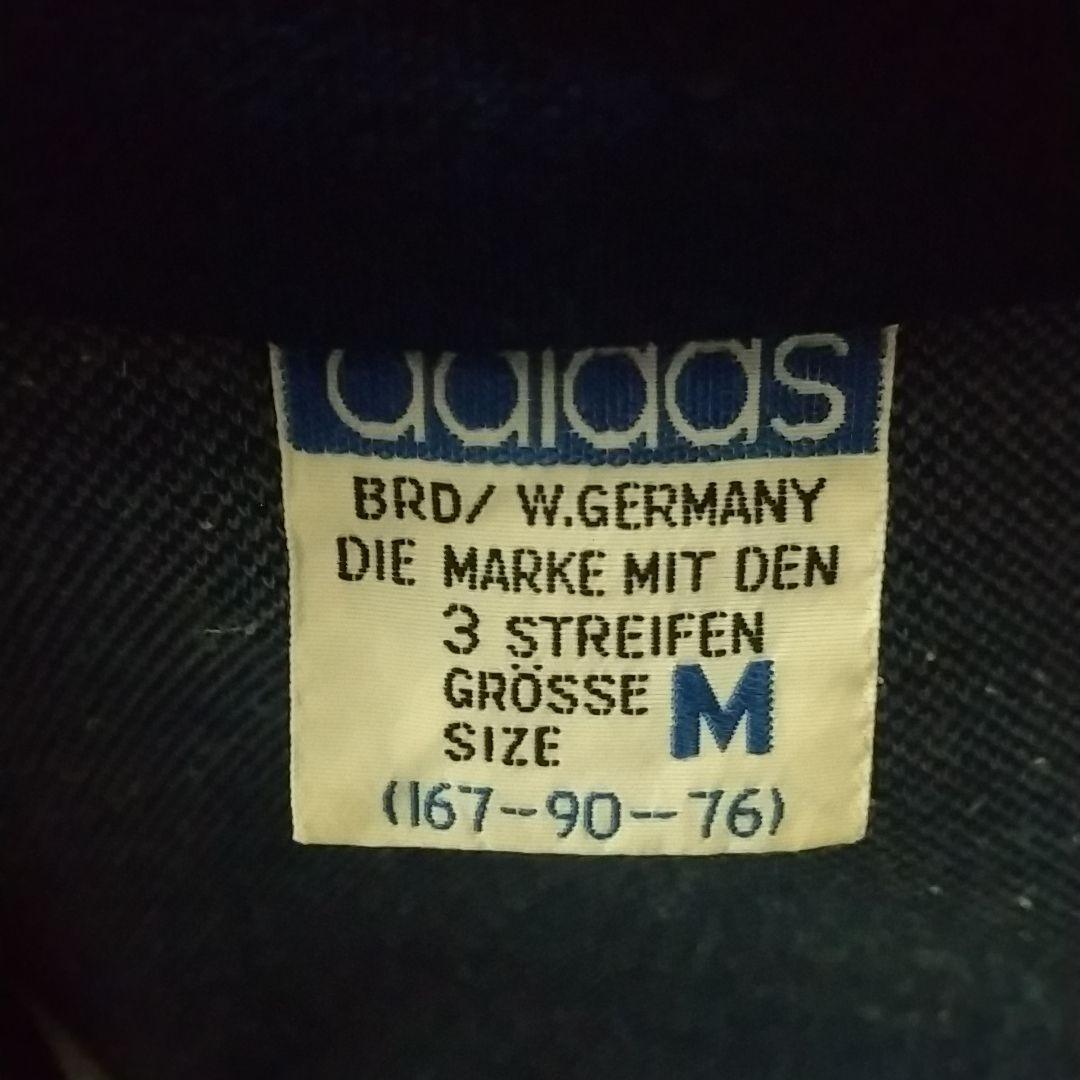 adidas
BRD/ W.GERMANY
DIE MARKE MIT DEN
3 STREIFEN
GRÖSSE M
SIZE
(167--90--76)